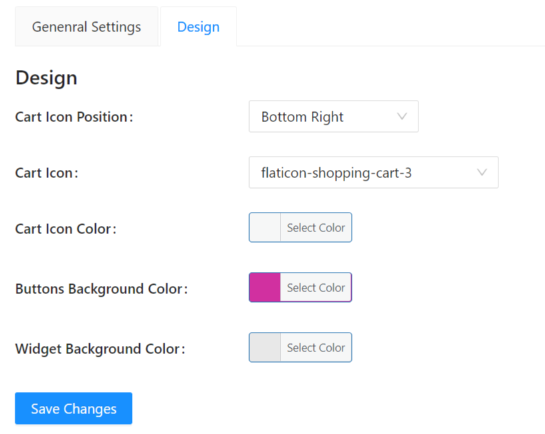 Genenral Settings
Design
Design
Cart Icon Position:
Bottom Right
Cart Icon:
flaticon-shopping-cart-3
Cart Icon Color:
Select Color
Buttons Background Color:
Select Color
Widget Background Color:
Select Color
Save Changes